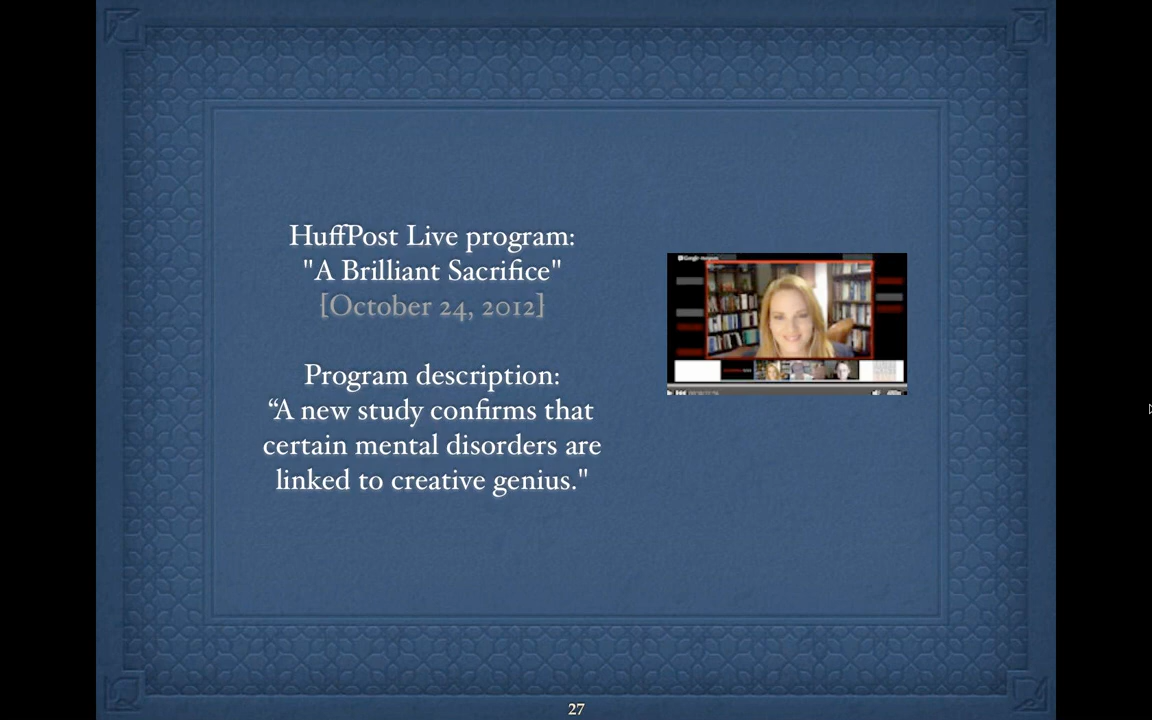 HuffPost Live program:
"A Brilliant Sacrifice"
[October 24, 2012]
Program description:
“A new study confirms that
certain mental disorders are
linked to creative genius."
Google
27